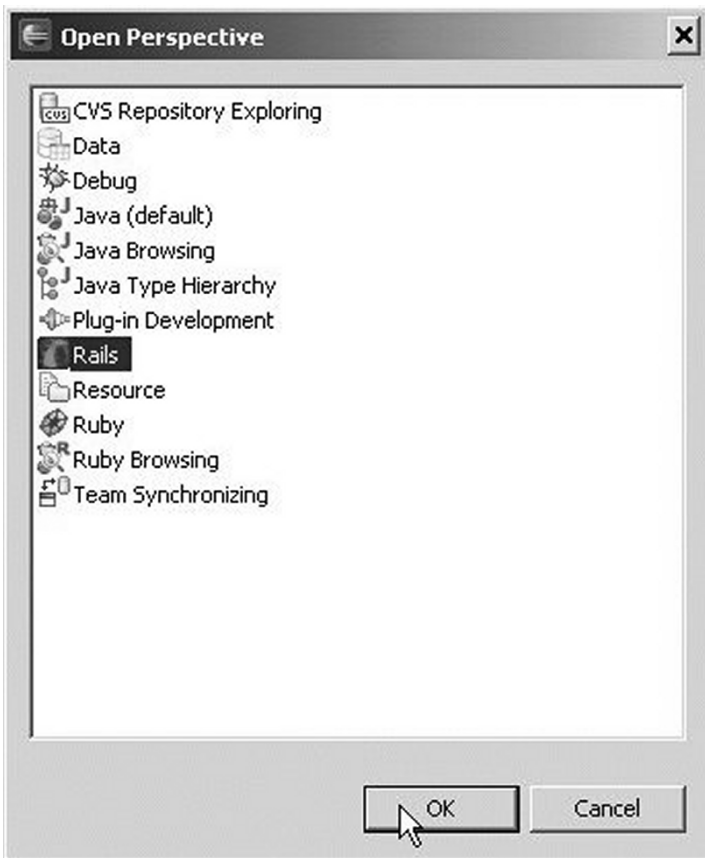 Open Perspective
CVS Repository Exploring
Data
Debug
Java (default)
Java Browsing
Java Type Hierarchy
Plug-in Development
Rails
Resource
Ruby
Ruby Browsing
Team Synchronizing
OK
Cancel